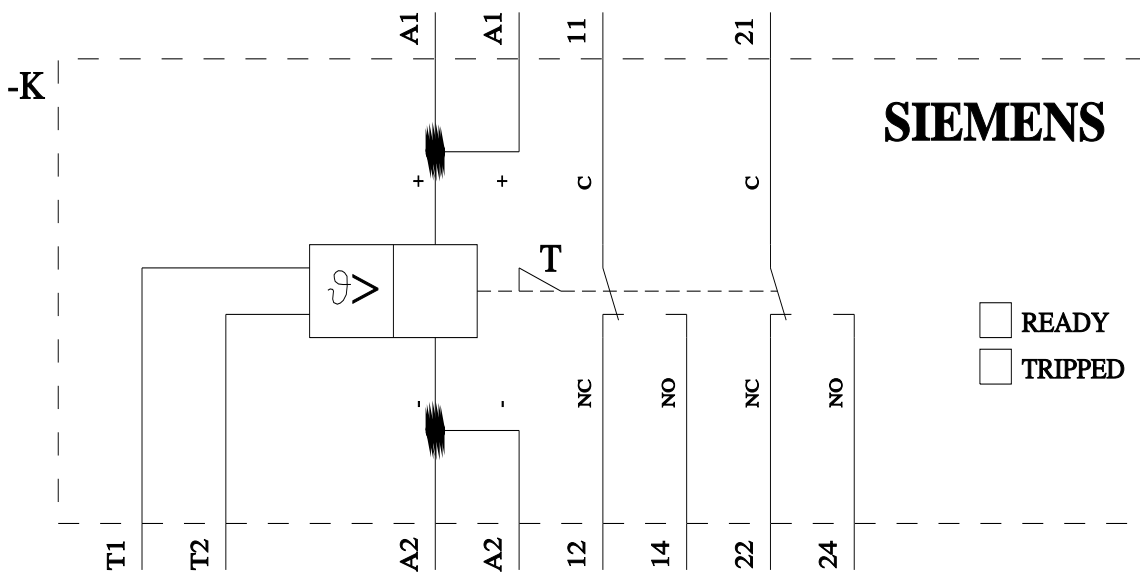 A1
A1
11
21
-K
SIEMENS
+
+
C
C
T
ϑ>
READY
TRIPPED
-
-
NC
NO
NC
NO
T1
T2
A2
A2
12
14
22
24